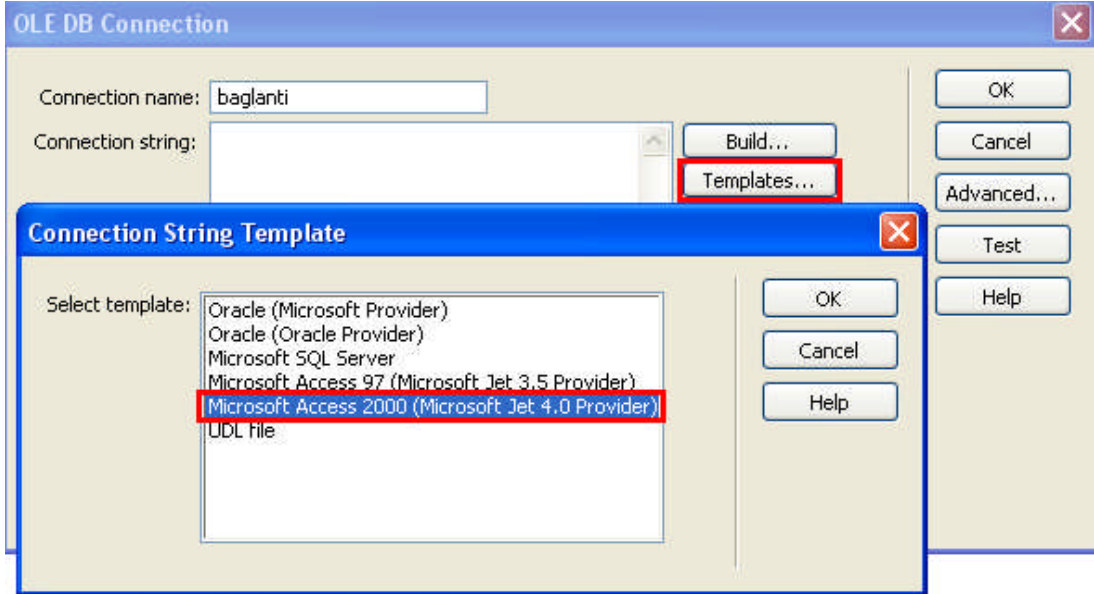 OLE DB Connection
Connection name: baglanti
OK
Connection string:
Build...
Cancel
Templates...
Advanced...
Connection String Template
Test
Select template:
Oracle (Microsoft Provider)
OK
Help
Oracle (Oracle Provider)
Microsoft SQL Server
Cancel
Microsoft Access 97 (Microsoft Jet 3.5 Provider)
Microsoft Access 2000 (Microsoft Jet 4.0 Provider)
Help
UDL file